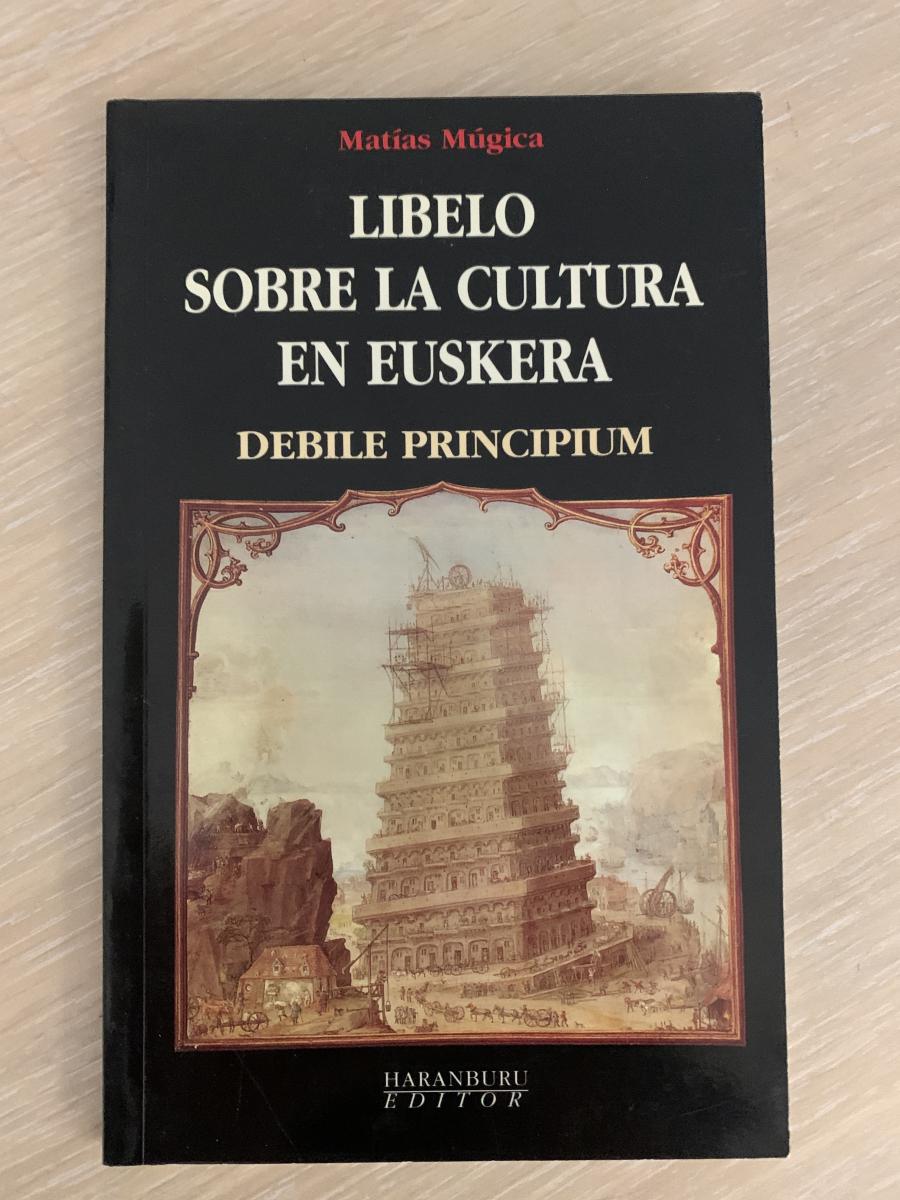 Matías Múgica
LIBELO
SOBRE LA CULTURA
EN EUSKERA
DEBILE PRINCIPIUM
HARANBURU
EDITOR